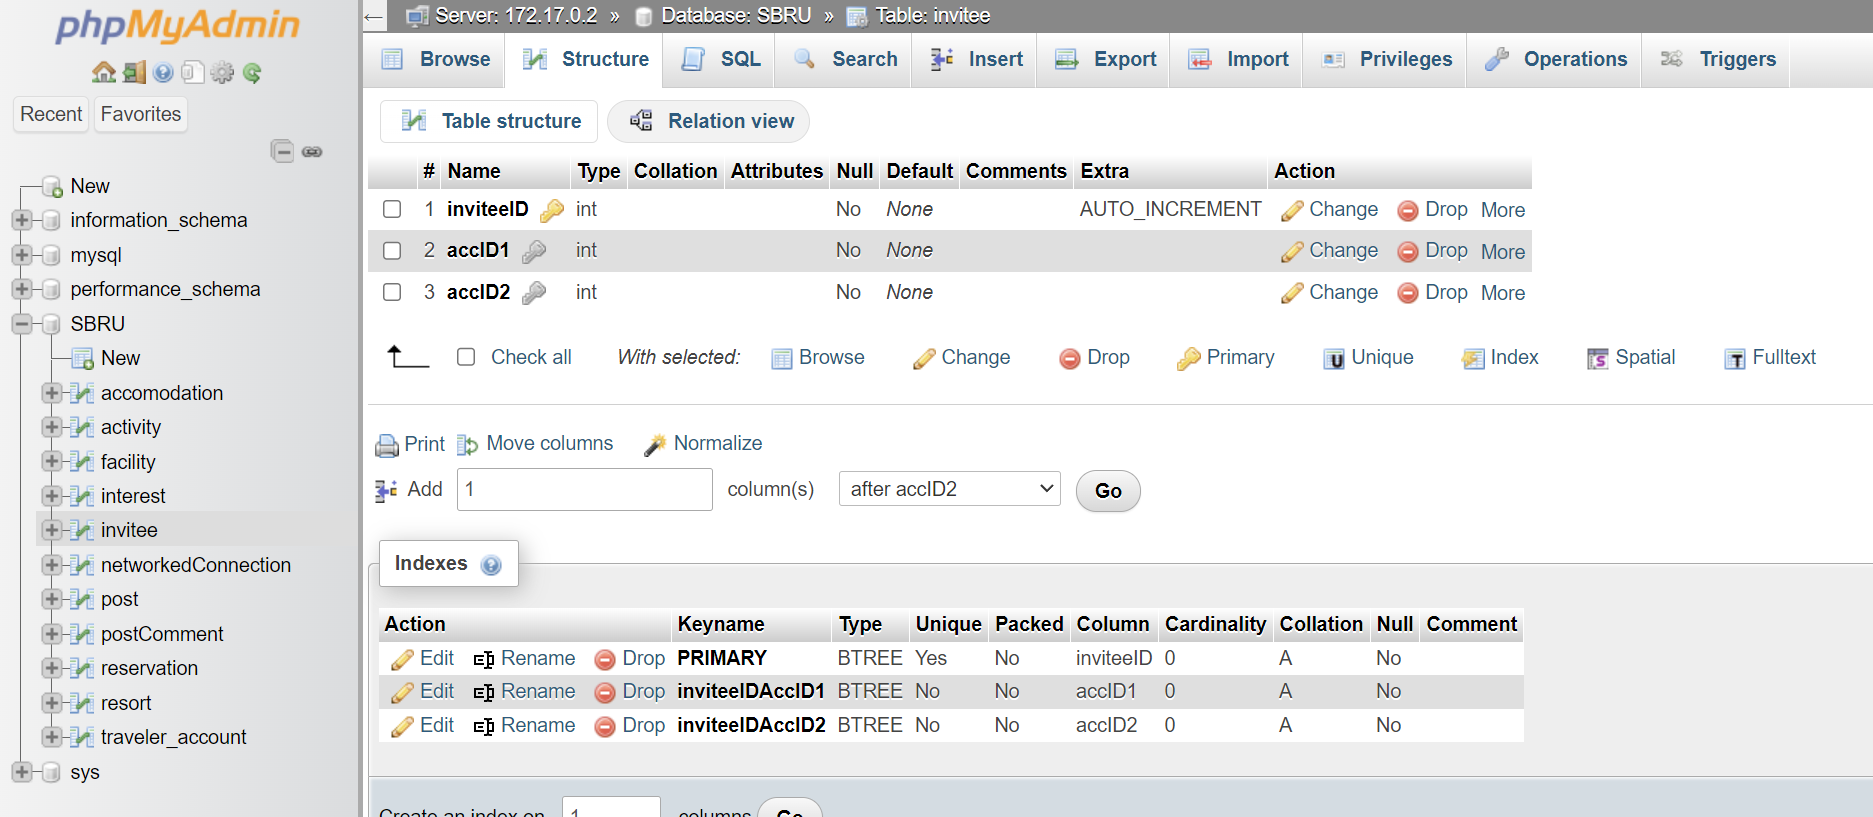 phpMyAdmin
Recent Favorites
New
information_schema
mysql
performance_schema
SBRU
New
accomodation
activity
facility
interest
invitee
networkedConnection
post
postComment
reservation
resort
traveler_account
sys
Server: 172.17.0.2 » Database: SBRU » Table: invitee
Browse Structure SQL Search Insert Export Import Privileges Operations Triggers
Table structure Relation view
# Name Type Collation Attributes Null Default Comments Extra Action
1 inviteeID int No None AUTO_INCREMENT Change Drop More
2 accID1 int No None Change Drop More
3 accID2 int No None Change Drop More
Check all With selected: Browse Change Drop Primary Unique Index Spatial Fulltext
Print Move columns Normalize
Add 1 column(s) after accID2 Go
Indexes
Action Keyname Type Unique Packed Column Cardinality Collation Null Comment
Edit Rename Drop PRIMARY BTREE Yes No inviteeID 0 A No
Edit Rename Drop inviteeIDAccID1 BTREE No No accID1 0 A No
Edit Rename Drop inviteeIDAccID2 BTREE No No accID2 0 A No
Create an index on 1 columns Go